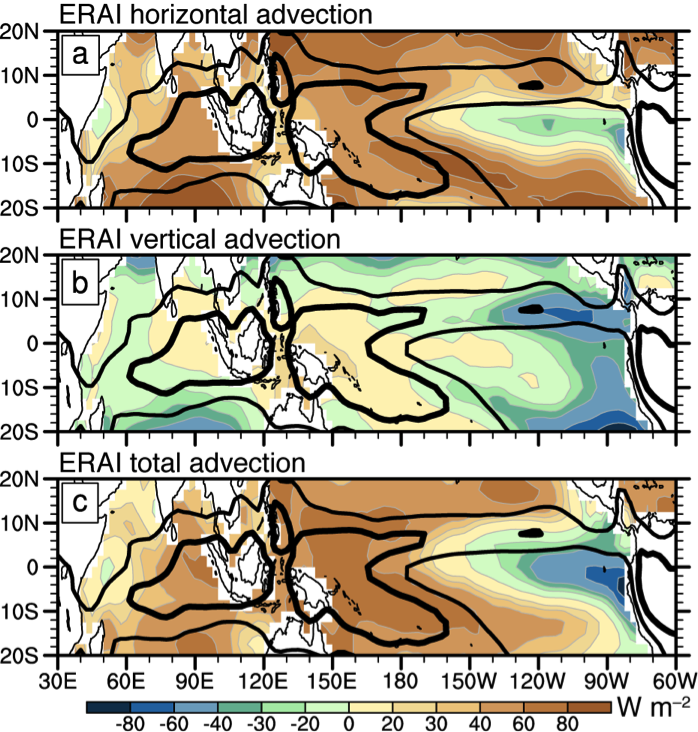 ERAI horizontal advection
20N
a
10N
0
10S
20S
ERAI vertical advection
20N
b
10N
0
10S
20S
ERAI total advection
20N
c
10N
0
10S
20S
30E 60E 90E 120E 150E 180 150W 120W 90W 60W
-80 -60 -40 -30 -20 0 20 30 40 60 80 W m⁻²